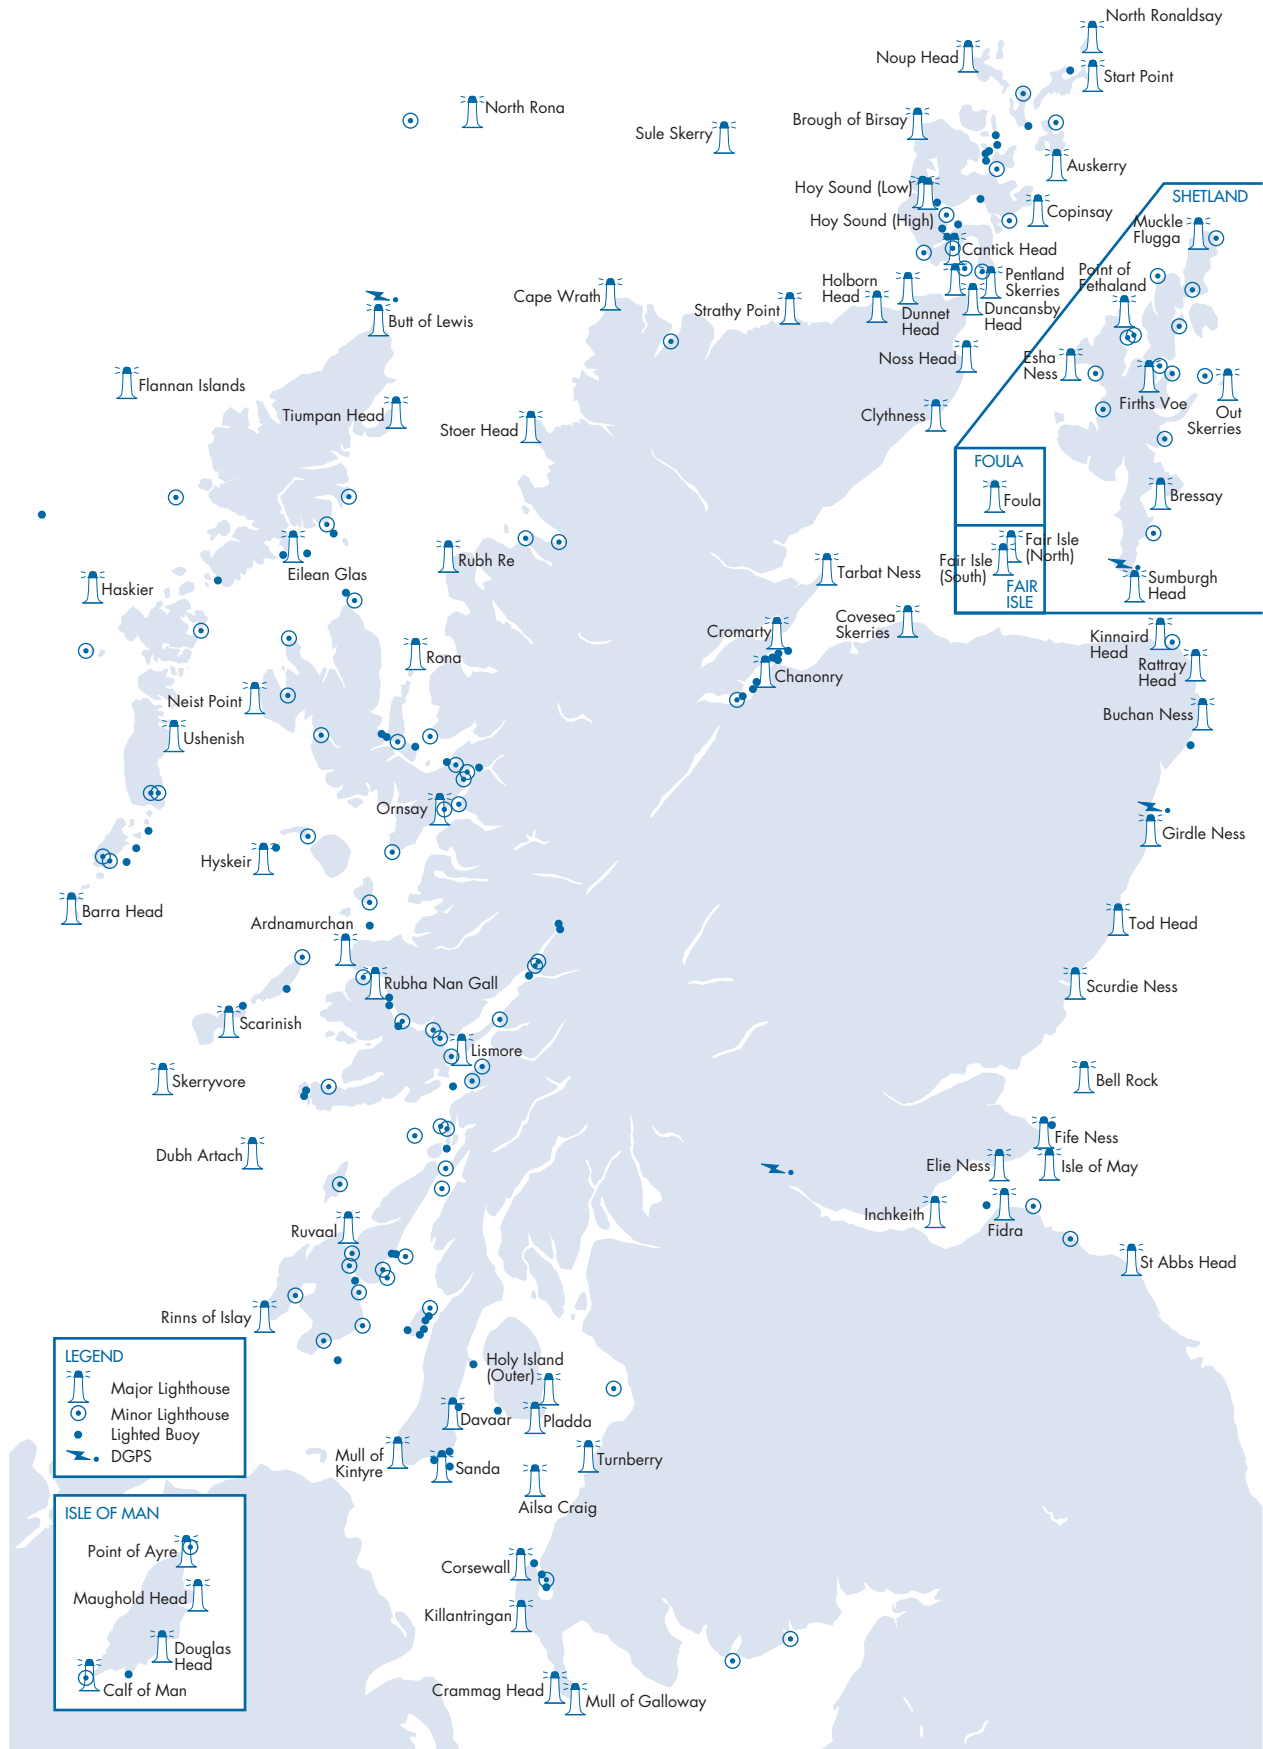 North Ronaldsay
Noup Head
Start Point
North Rona
Sule Skerry
Brough of Birsay
Auskerry
Hoy Sound (Low)
SHETLAND
Copinsay
Hoy Sound (High)
Muckle
Flugga
Cantick Head
Point of
Fethaland
Holborn
Head
Pentland
Skerries
Cape Wrath
Strathy Point
Dunnet
Head
Duncansby
Head
Butt of Lewis
Noss Head
Esha
Ness
Flannan Islands
Firths Voe
Out
Skerries
Tiumpan Head
Stoer Head
Clythness
FOULA
Foula
Bressay
Fair Isle
(North)
Fair Isle
(South)
FAIR
ISLE
Sumburgh
Head
Eilean Glas
Rubh Re
Tarbat Ness
Haskier
Covesea
Skerries
Cromarty
Kinnaird
Head
Rona
Chanonry
Rattray
Head
Neist Point
Buchan Ness
Ushenish
Ornsay
Girdle Ness
Hyskeir
Barra Head
Ardnamurchan
Tod Head
Rubha Nan Gall
Scurdie Ness
Scarinish
Lismore
Skerryvore
Bell Rock
Fife Ness
Dubh Artach
Elie Ness
Isle of May
Inchkeith
Fidra
Ruvaal
St Abbs Head
Rinns of Islay
LEGEND
Major Lighthouse
Minor Lighthouse
Lighted Buoy
DGPS
Holy Island
(Outer)
Davaar
Pladda
Mull of
Kintyre
Sanda
Turnberry
Ailsa Craig
ISLE OF MAN
Point of Ayre
Maughold Head
Douglas
Head
Calf of Man
Corsewall
Killantringan
Crammag Head
Mull of Galloway